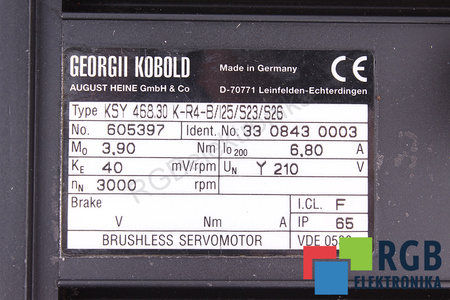 GEORGII KOBOLD
Made in Germany
CE
AUGUST HEINE GmbH & Co
D-70771 Leinfelden-Echterdingen
Type KSY 468.30 K-R4-B/I25/S23/S26
No. 605397 Ident. No. 33 0843 0003
M0 3,90 Nm I0 200 6,80 A
KE 40 mV/rpm UN Y 210 V
nN 3000 rpm
Brake I.CL. F
V Nm A IP 65
BRUSHLESS SERVOMOTOR VDE
RGB
ELEKTRONIKA